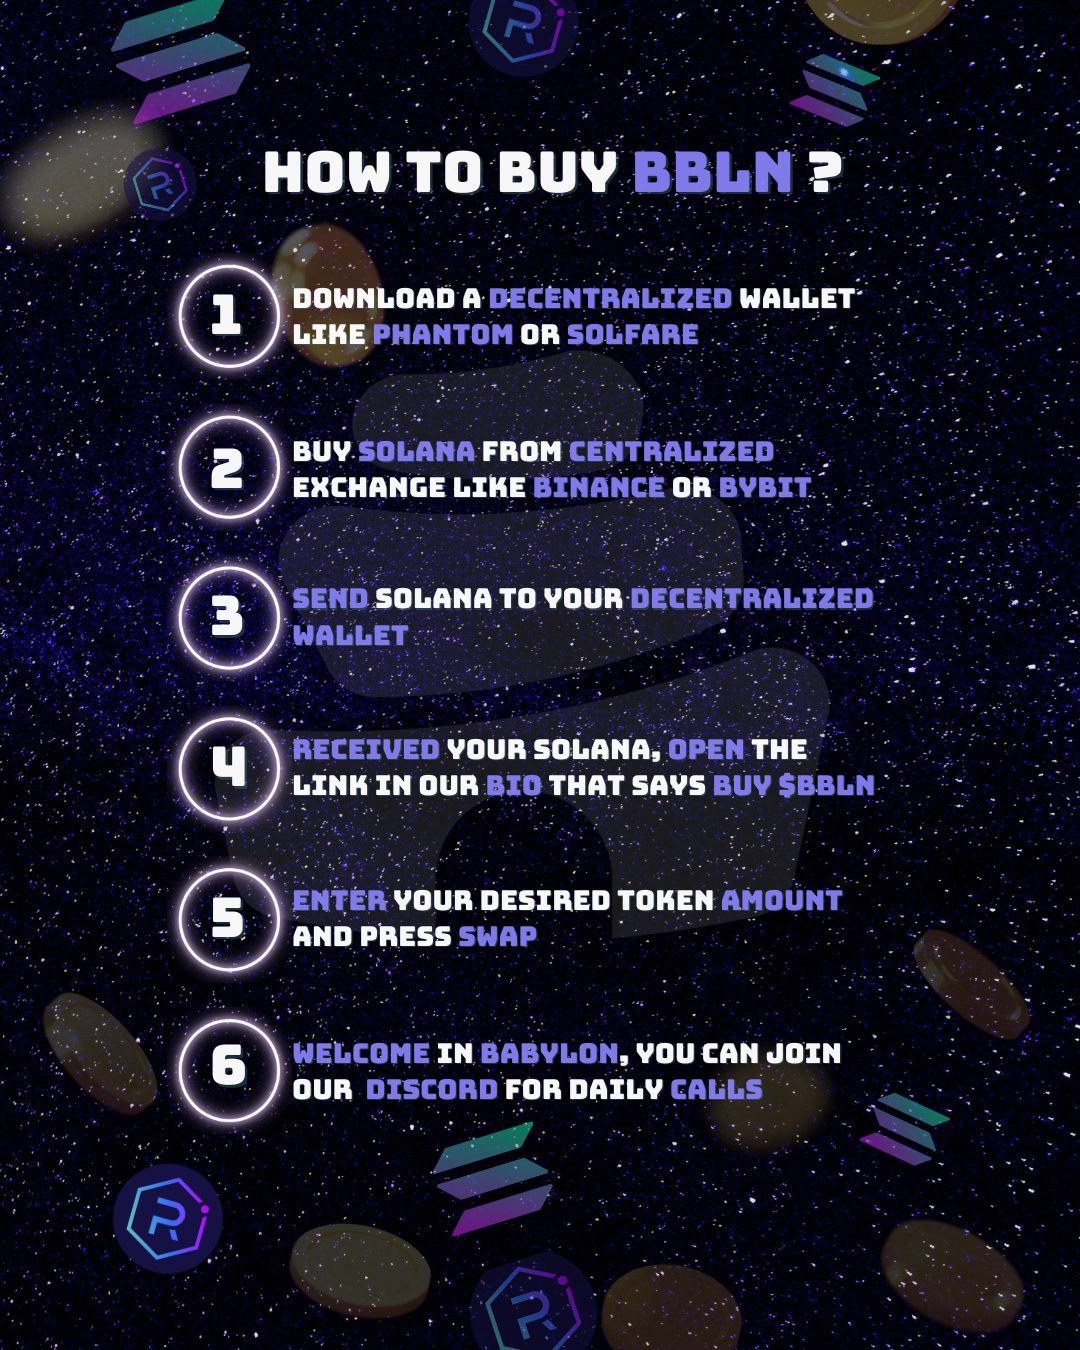 HOW TO BUY BBLN ?
1
DOWNLOAD A DECENTRALIZED WALLET
LIKE PHANTOM OR SOLFARE
2
BUY SOLANA FROM CENTRALIZED
EXCHANGE LIKE BINANCE OR BYBIT
3
SEND SOLANA TO YOUR DECENTRALIZED
WALLET
4
RECEIVED YOUR SOLANA, OPEN THE
LINK IN OUR BIO THAT SAYS BUY $BBLN
5
ENTER YOUR DESIRED TOKEN AMOUNT
AND PRESS SWAP
6
WELCOME IN BABYLON, YOU CAN JOIN
OUR DISCORD FOR DAILY CALLS